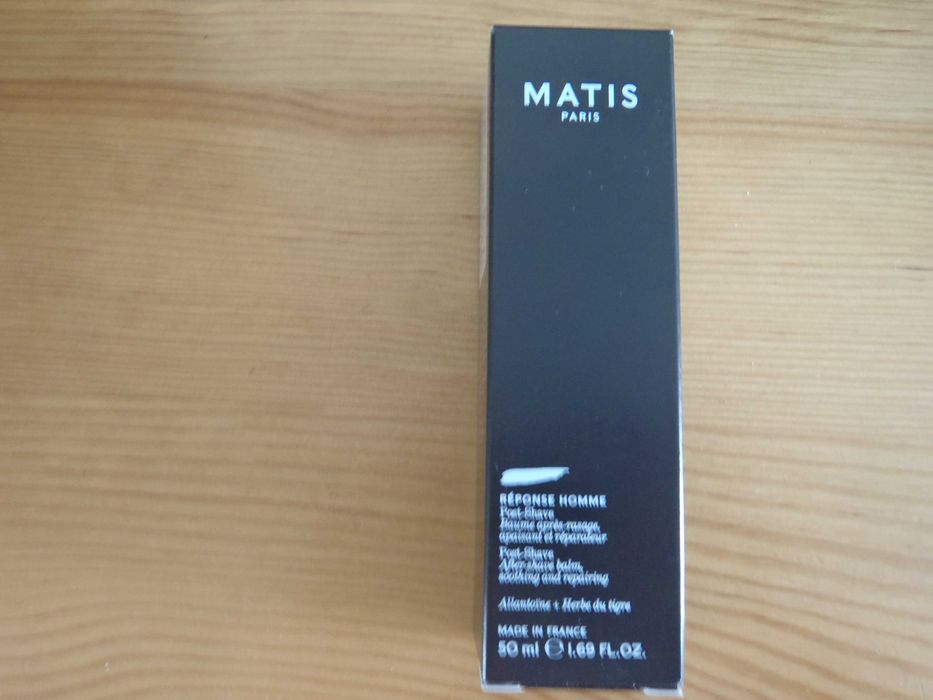 MATIS
PARIS
RÉPONSE HOMME
Post-Shave
Baume après-rasage,
apaisant et réparateur
Post-Shave
After-shave balm,
soothing and repairing
Allantoïne + Herbe du tigre
MADE IN FRANCE
50 ml ℮ 1.69 FL.OZ.